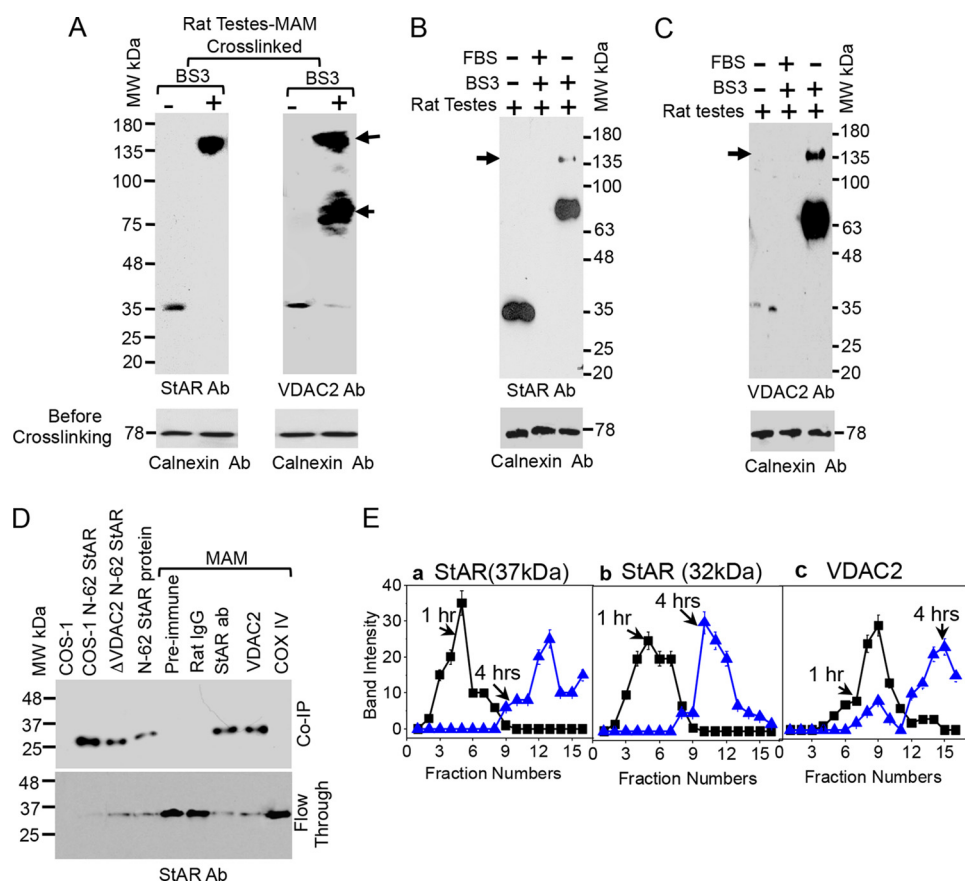 A
Rat Testes-MAM
Crosslinked
MW kDa
BS3
- +
BS3
- +
180
135
100
75
48
35
25
20
StAR Ab
VDAC2 Ab
Before
Crosslinking
78
Calnexin Ab
Calnexin Ab
B
FBS - + -
BS3 - + +
Rat Testes + + +
MW kDa
180
135
100
63
48
35
25
20
StAR Ab
78
Calnexin Ab
C
FBS - + -
BS3 - + +
Rat testes + + +
MW kDa
180
135
100
63
48
35
25
20
VDAC2 Ab
78
Calnexin Ab
D
MW kDa
COS-1
COS-1 N-62 StAR
ΔVDAC2 N-62 StAR
N-62 StAR protein
MAM
Pre-immune
Rat IgG
StAR ab
VDAC2
COX IV
48
37
25
Co-IP
48
37
25
Flow
Through
StAR Ab
E
a StAR(37kDa)
b StAR (32kDa)
c VDAC2
Band Intensity
40
30
20
10
0
1 hr
4 hrs
1 hr
4 hrs
1 hr
4 hrs
0 3 6 9 12 15
0 3 6 9 12 15
0 3 6 9 12 15
Fraction Numbers
Fraction Numbers
Fraction Numbers